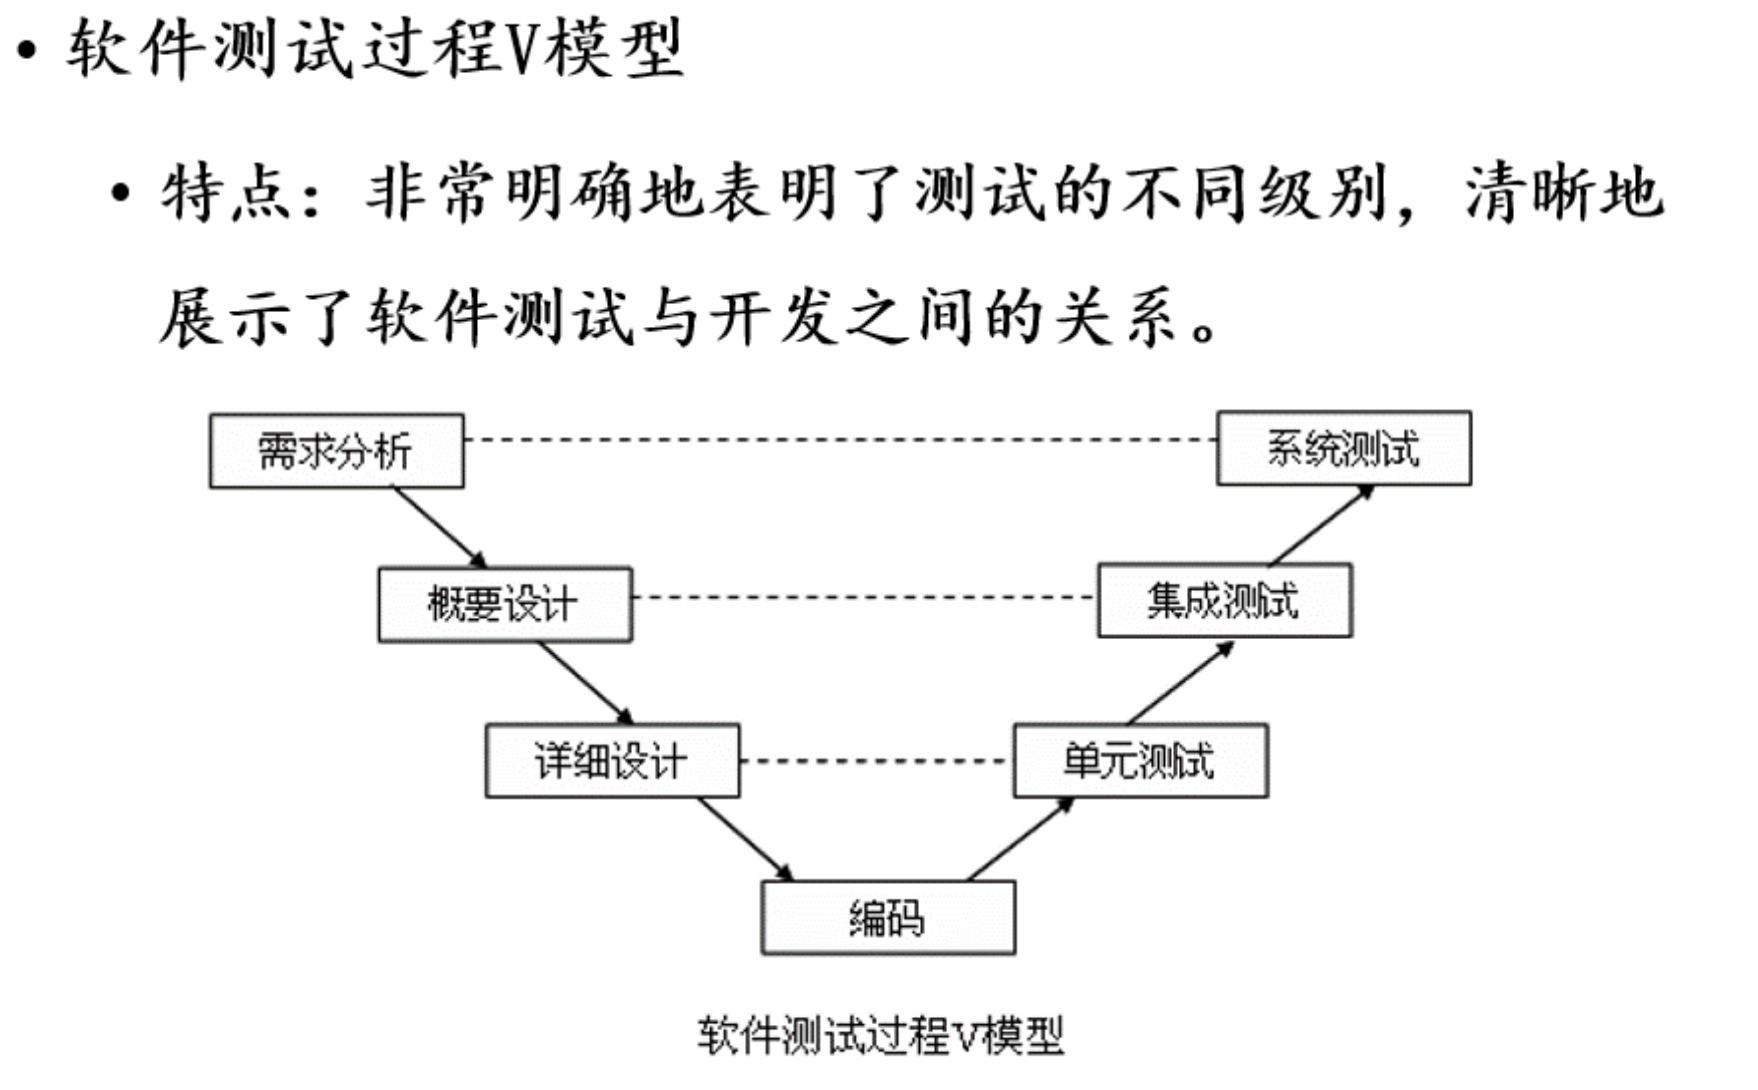 • 软件测试过程V模型
• 特点：非常明确地表明了测试的不同级别，清晰地
展示了软件测试与开发之间的关系。
需求分析
系统测试
概要设计
集成测试
详细设计
单元测试
编码
软件测试过程V模型